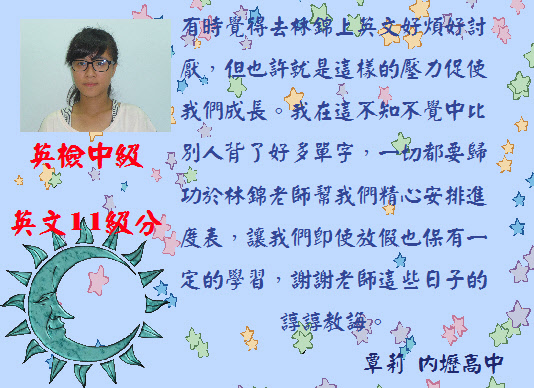 有時覺得去林錦上英文好煩好討
厭，但也許就是這樣的壓力促使
我們成長。我在這不知不覺中比
別人背了好多單字，一切都要歸
功於林錦老師幫我們精心安排進
度表，讓我們即使放假也保有一
定的學習，謝謝老師這些日子的
諄諄教誨。
英檢中級
英文11級分
覃莉 內壢高中